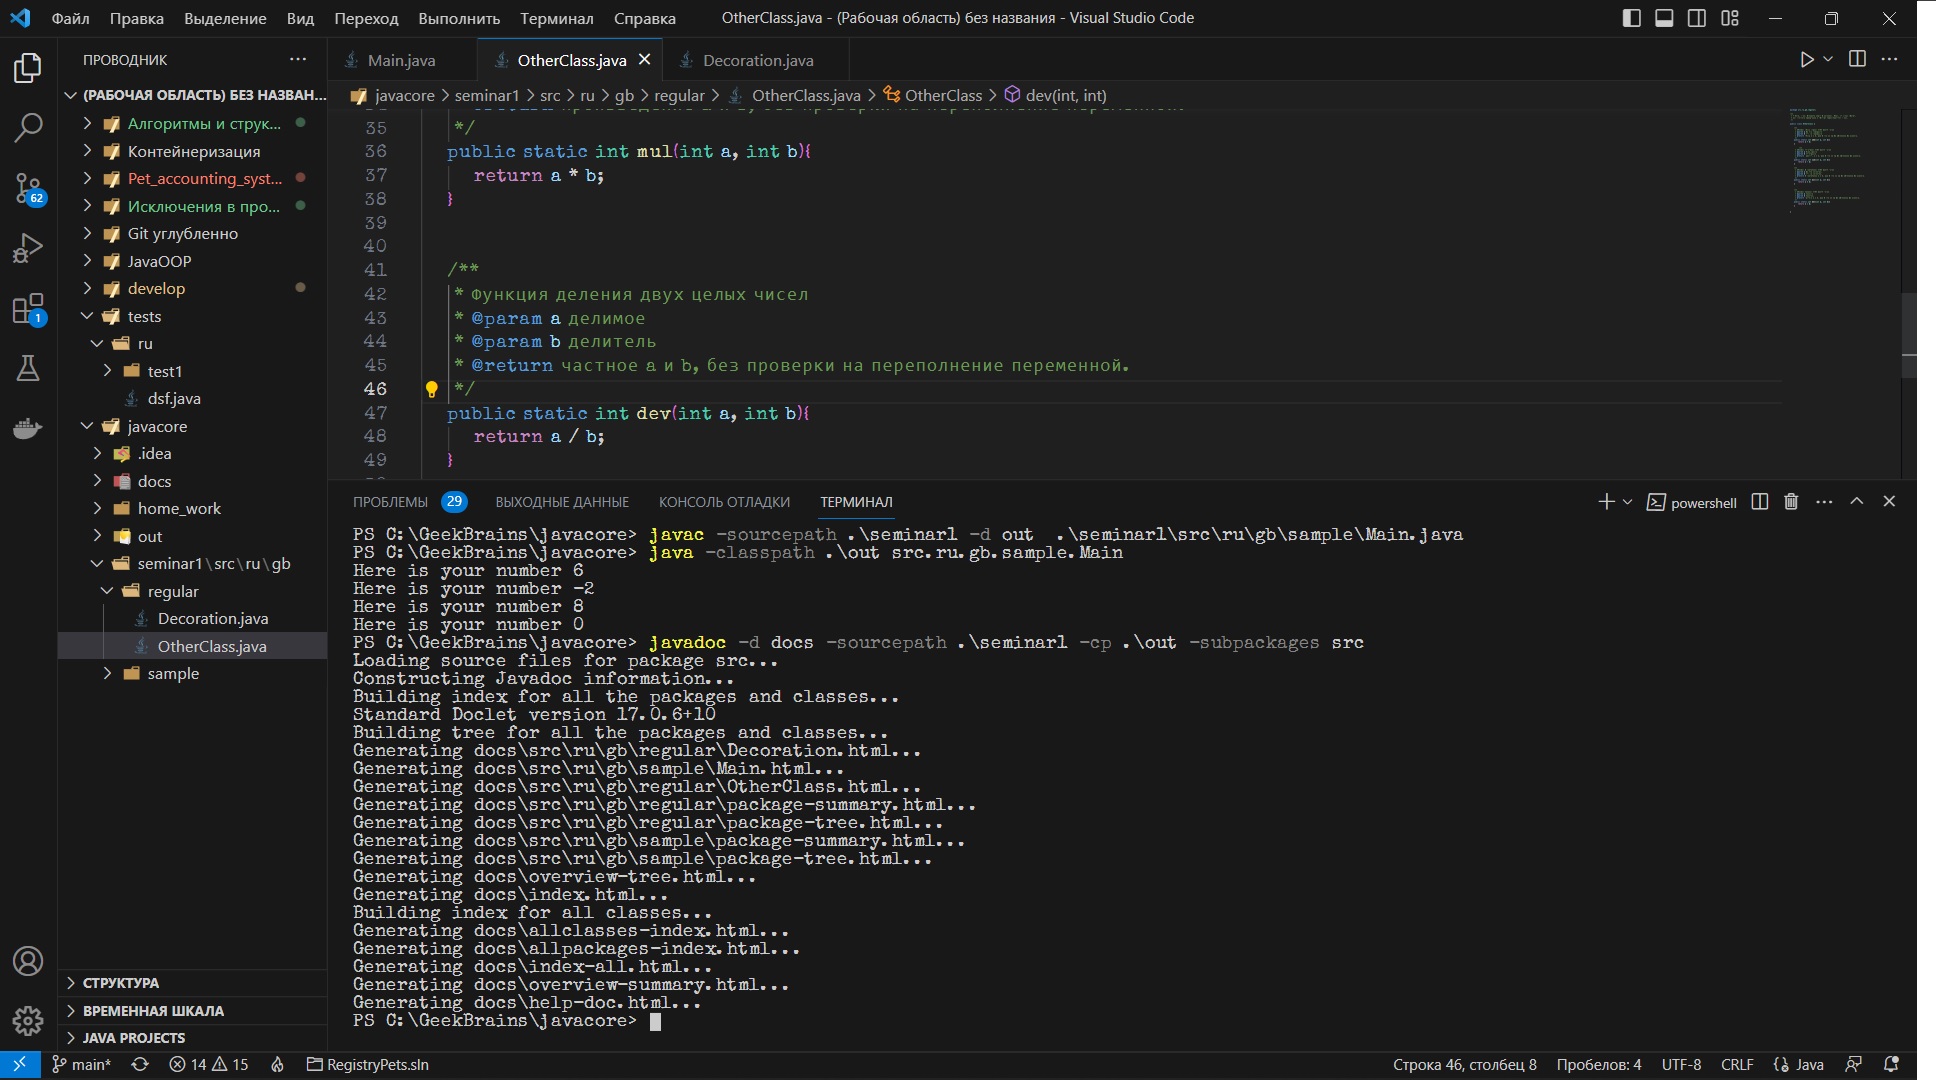 Файл Правка Выделение Вид Переход Выполнить Терминал Справка OtherClass.java - (Рабочая область) без названия - Visual Studio Code
ПРОВОДНИК
(РАБОЧАЯ ОБЛАСТЬ) БЕЗ НАЗВАН...
Алгоритмы и струк...
Контейнеризация
62
Pet_accounting_syst...
Исключения в про...
Git углубленно
JavaOOP
develop
1
tests
ru
test1
dsf.java
javacore
.idea
docs
home_work
out
seminar1\src\ru\gb
regular
Decoration.java
OtherClass.java
sample
СТРУКТУРА
ВРЕМЕННАЯ ШКАЛА
JAVA PROJECTS
Main.java OtherClass.java Decoration.java
javacore > seminar1 > src > ru > gb > regular > OtherClass.java > OtherClass > dev(int, int)
35 */
36 public static int mul(int a, int b){
37 return a * b;
38 }
39
40
41 /**
42 * Функция деления двух целых чисел
43 * @param a делимое
44 * @param b делитель
45 * @return частное a и b, без проверки на переполнение переменной.
46 */
47 public static int dev(int a, int b){
48 return a / b;
49 }
ПРОБЛЕМЫ 29 ВЫХОДНЫЕ ДАННЫЕ КОНСОЛЬ ОТЛАДКИ ТЕРМИНАЛ powershell
PS C:\GeekBrains\javacore> javac -sourcepath .\seminar1 -d out  .\seminar1\src\ru\gb\sample\Main.java
PS C:\GeekBrains\javacore> java -classpath .\out src.ru.gb.sample.Main
Here is your number 6
Here is your number -2
Here is your number 8
Here is your number 0
PS C:\GeekBrains\javacore> javadoc -d docs -sourcepath .\seminar1 -cp .\out -subpackages src
Loading source files for package src...
Constructing Javadoc information...
Building index for all the packages and classes...
Standard Doclet version 17.0.6+10
Building tree for all the packages and classes...
Generating docs\src\ru\gb\regular\Decoration.html...
Generating docs\src\ru\gb\sample\Main.html...
Generating docs\src\ru\gb\regular\OtherClass.html...
Generating docs\src\ru\gb\regular\package-summary.html...
Generating docs\src\ru\gb\regular\package-tree.html...
Generating docs\src\ru\gb\sample\package-summary.html...
Generating docs\src\ru\gb\sample\package-tree.html...
Generating docs\overview-tree.html...
Generating docs\index.html...
Building index for all classes...
Generating docs\allclasses-index.html...
Generating docs\allpackages-index.html...
Generating docs\index-all.html...
Generating docs\overview-summary.html...
Generating docs\help-doc.html...
PS C:\GeekBrains\javacore>
main* 14 15 RegistryPets.sln Строка 46, столбец 8 Пробелов: 4 UTF-8 CRLF {} Java